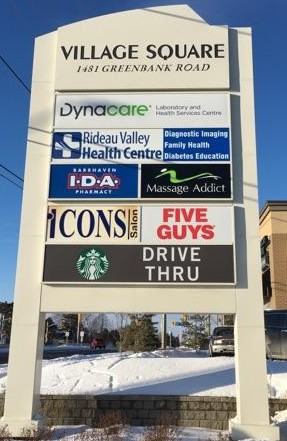 VILLAGE SQUARE
1481 GREENBANK ROAD
Dynacare
Laboratory and
Health Services Centre
Rideau Valley
Health Centre
Diagnostic Imaging
Family Health
Diabetes Education
BARRHAVEN
I·D·A·
PHARMACY
Massage Addict
iCONS
Salon
FIVE
GUYS
DRIVE
THRU